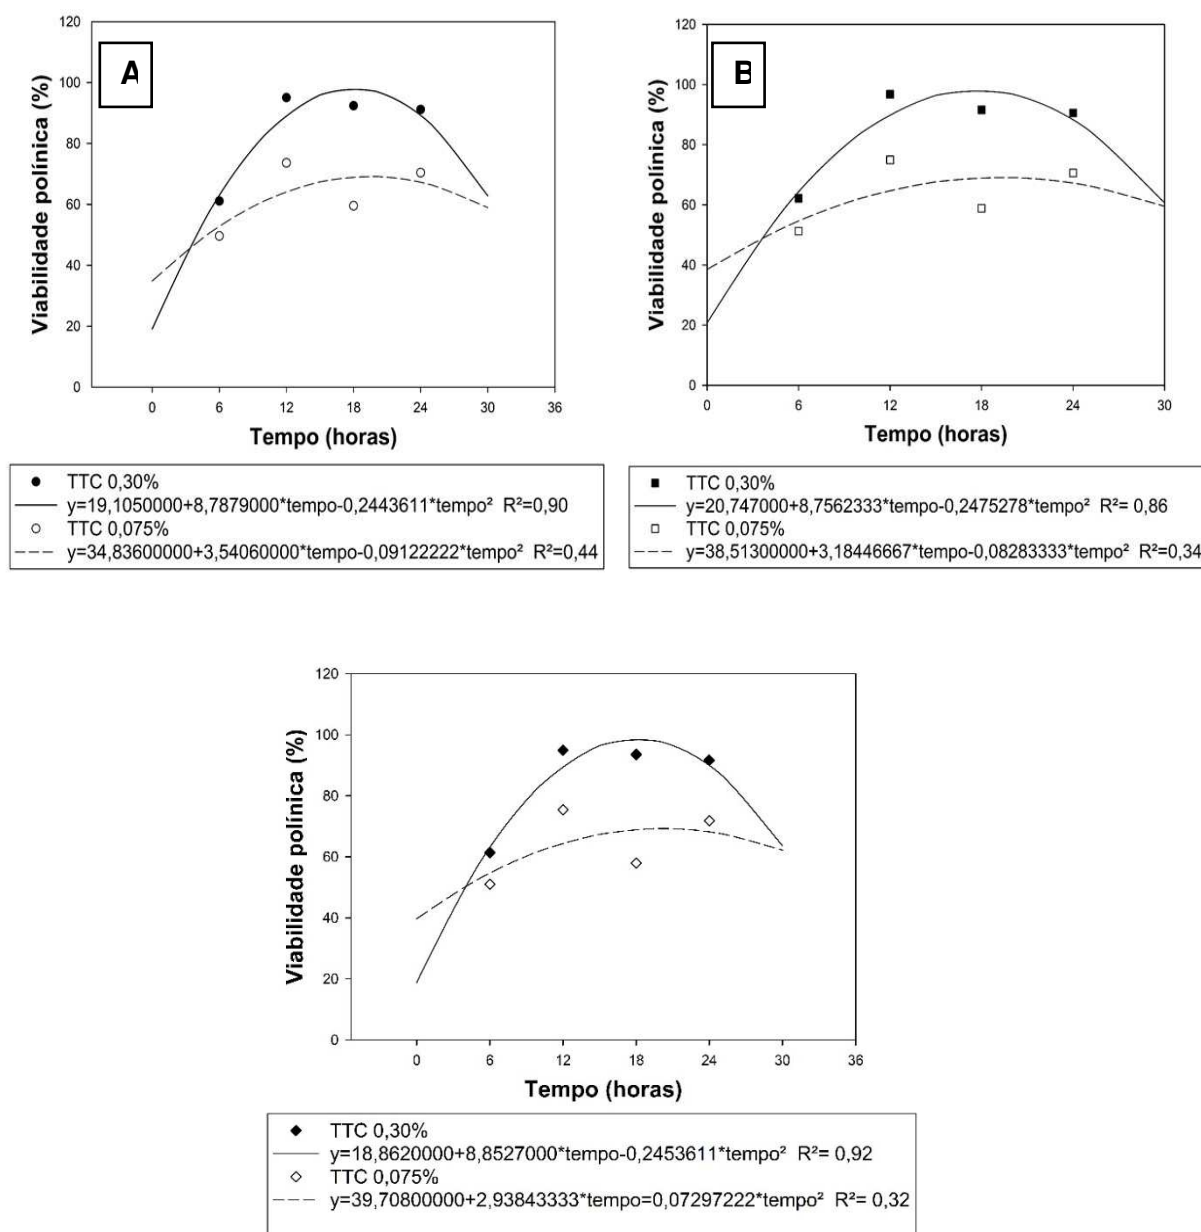 A
Viabilidade polínica (%)
120
100
80
60
40
20
0
0 6 12 18 24 30 36
Tempo (horas)
TTC 0,30%
y=19,1050000+8,7879000*tempo-0,2443611*tempo² R²=0,90
TTC 0,075%
y=34,83600000+3,54060000*tempo-0,09122222*tempo² R²=0,44
B
Viabilidade polínica (%)
120
100
80
60
40
20
0
0 6 12 18 24 30
Tempo (horas)
TTC 0,30%
y=20,747000+8,7562333*tempo-0,2475278*tempo² R²= 0,86
TTC 0,075%
y=38,51300000+3,18446667*tempo-0,08283333*tempo² R²=0,34
Viabilidade polínica (%)
120
100
80
60
40
20
0
0 6 12 18 24 30 36
Tempo (horas)
TTC 0,30%
y=18,8620000+8,8527000*tempo-0,2453611*tempo² R²= 0,92
TTC 0,075%
y=39,70800000+2,93843333*tempo=0,07297222*tempo² R²= 0,32